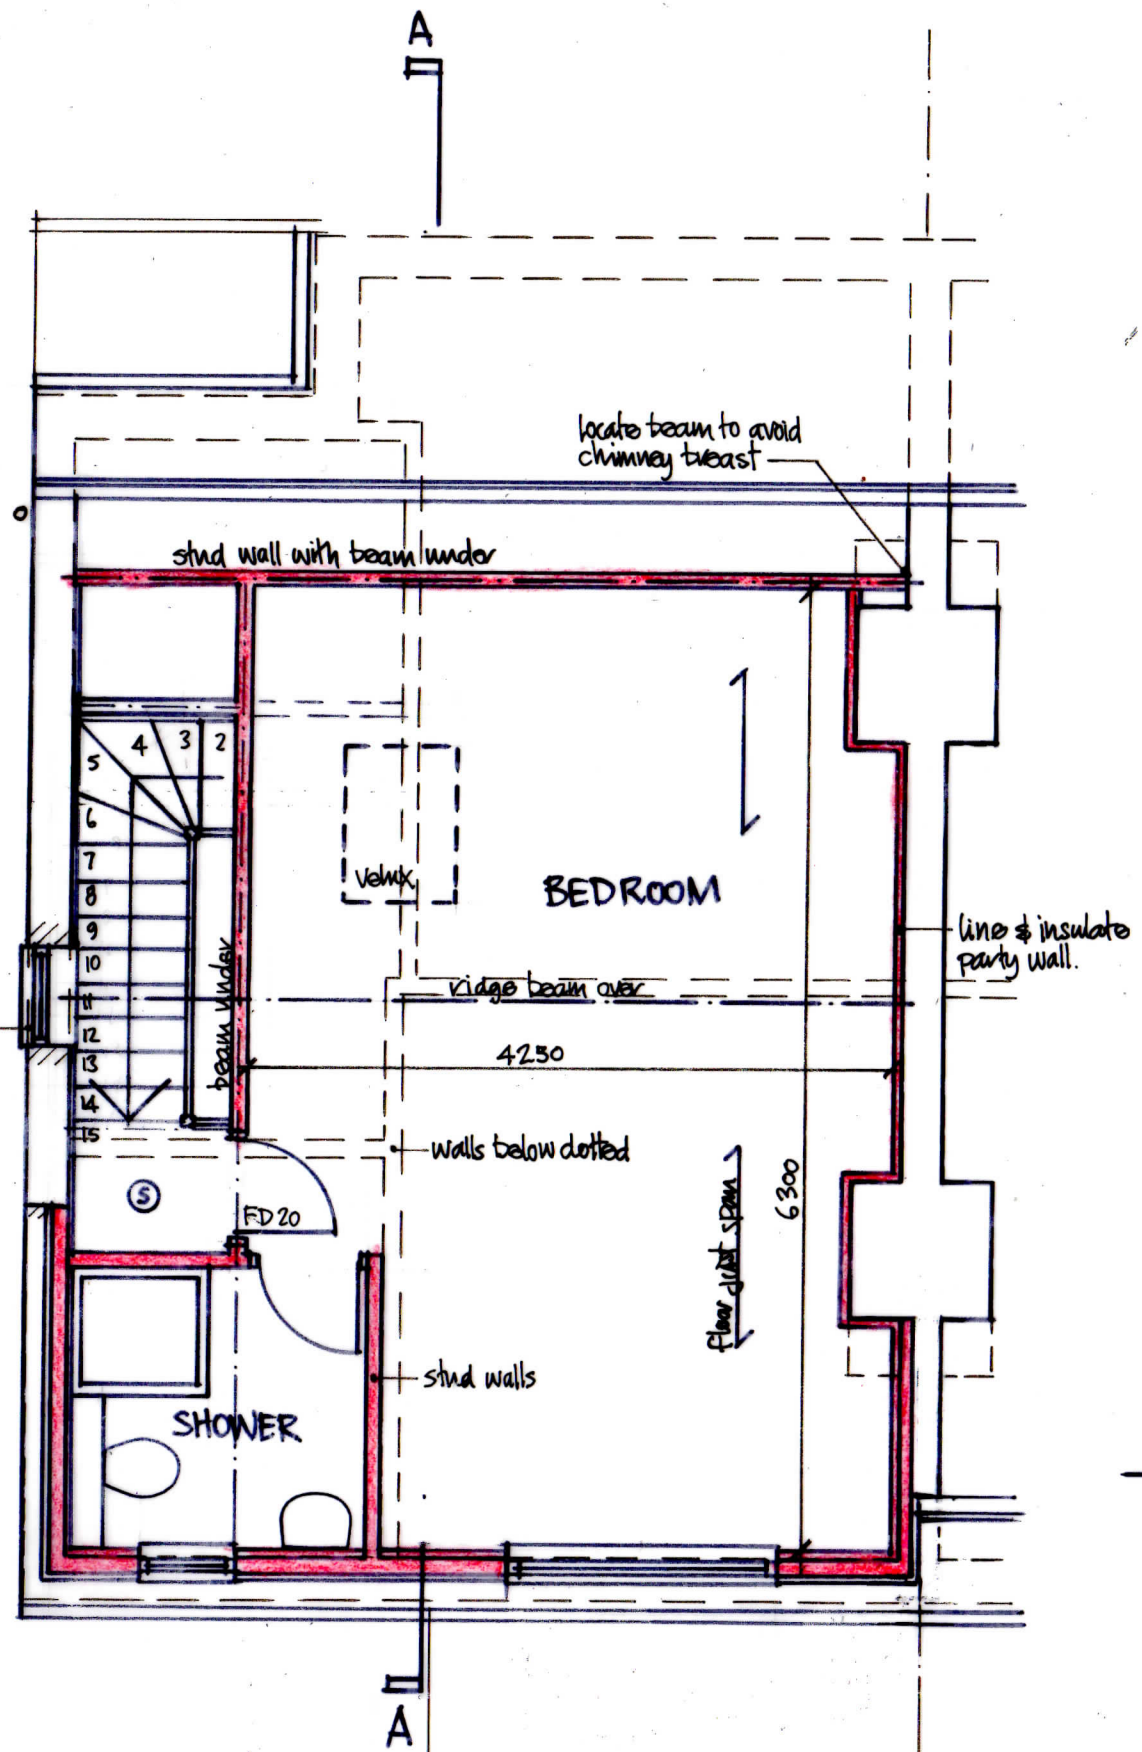 A
locate beam to avoid
chimney breast
stud wall with beam under
2
3
4
5
6
7
8
9
10
11
12
13
14
15
velux
BEDROOM
line & insulate
party wall.
beam under
ridge beam over
4250
walls below dotted
6300
S
FD 20
floor joist span
stud walls
SHOWER
A